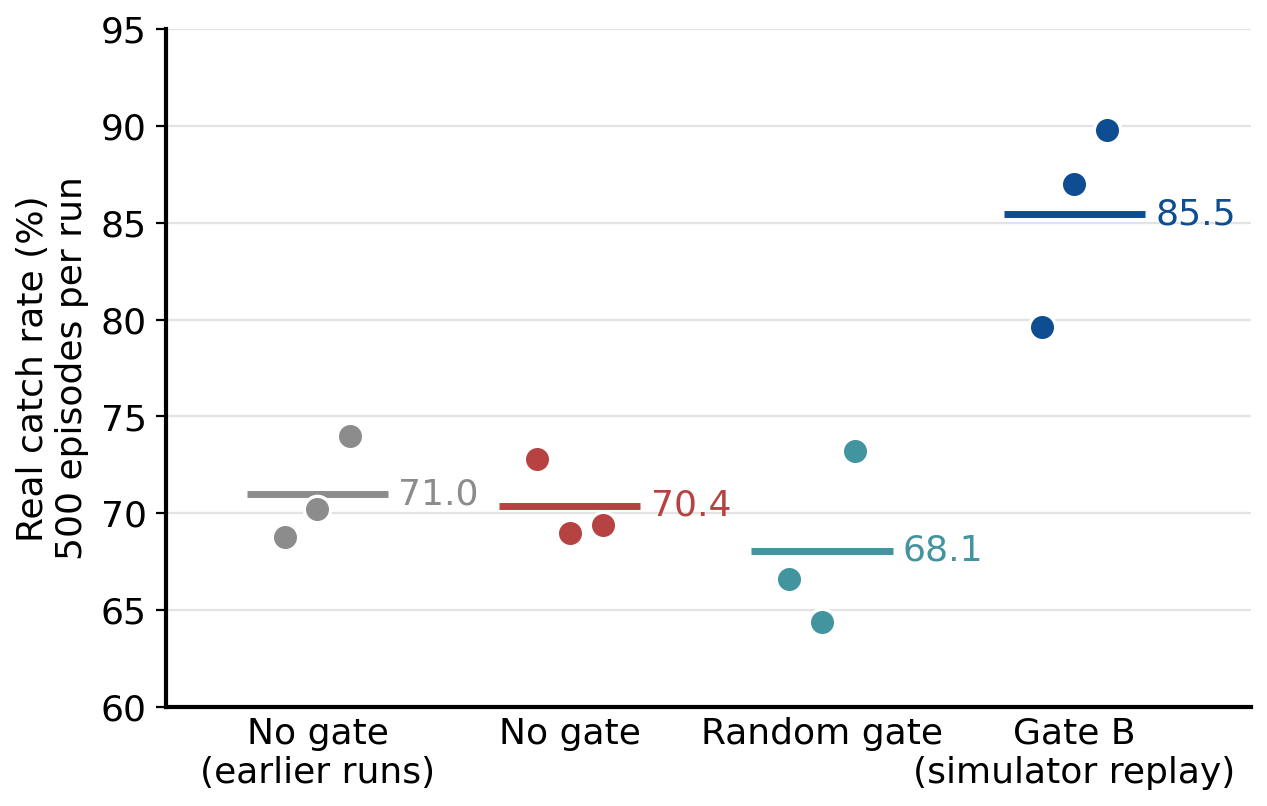 Real catch rate (%)
500 episodes per run
95
90
85
80
75
70
65
60
71.0
70.4
68.1
85.5
No gate
(earlier runs)
No gate
Random gate
Gate B
(simulator replay)